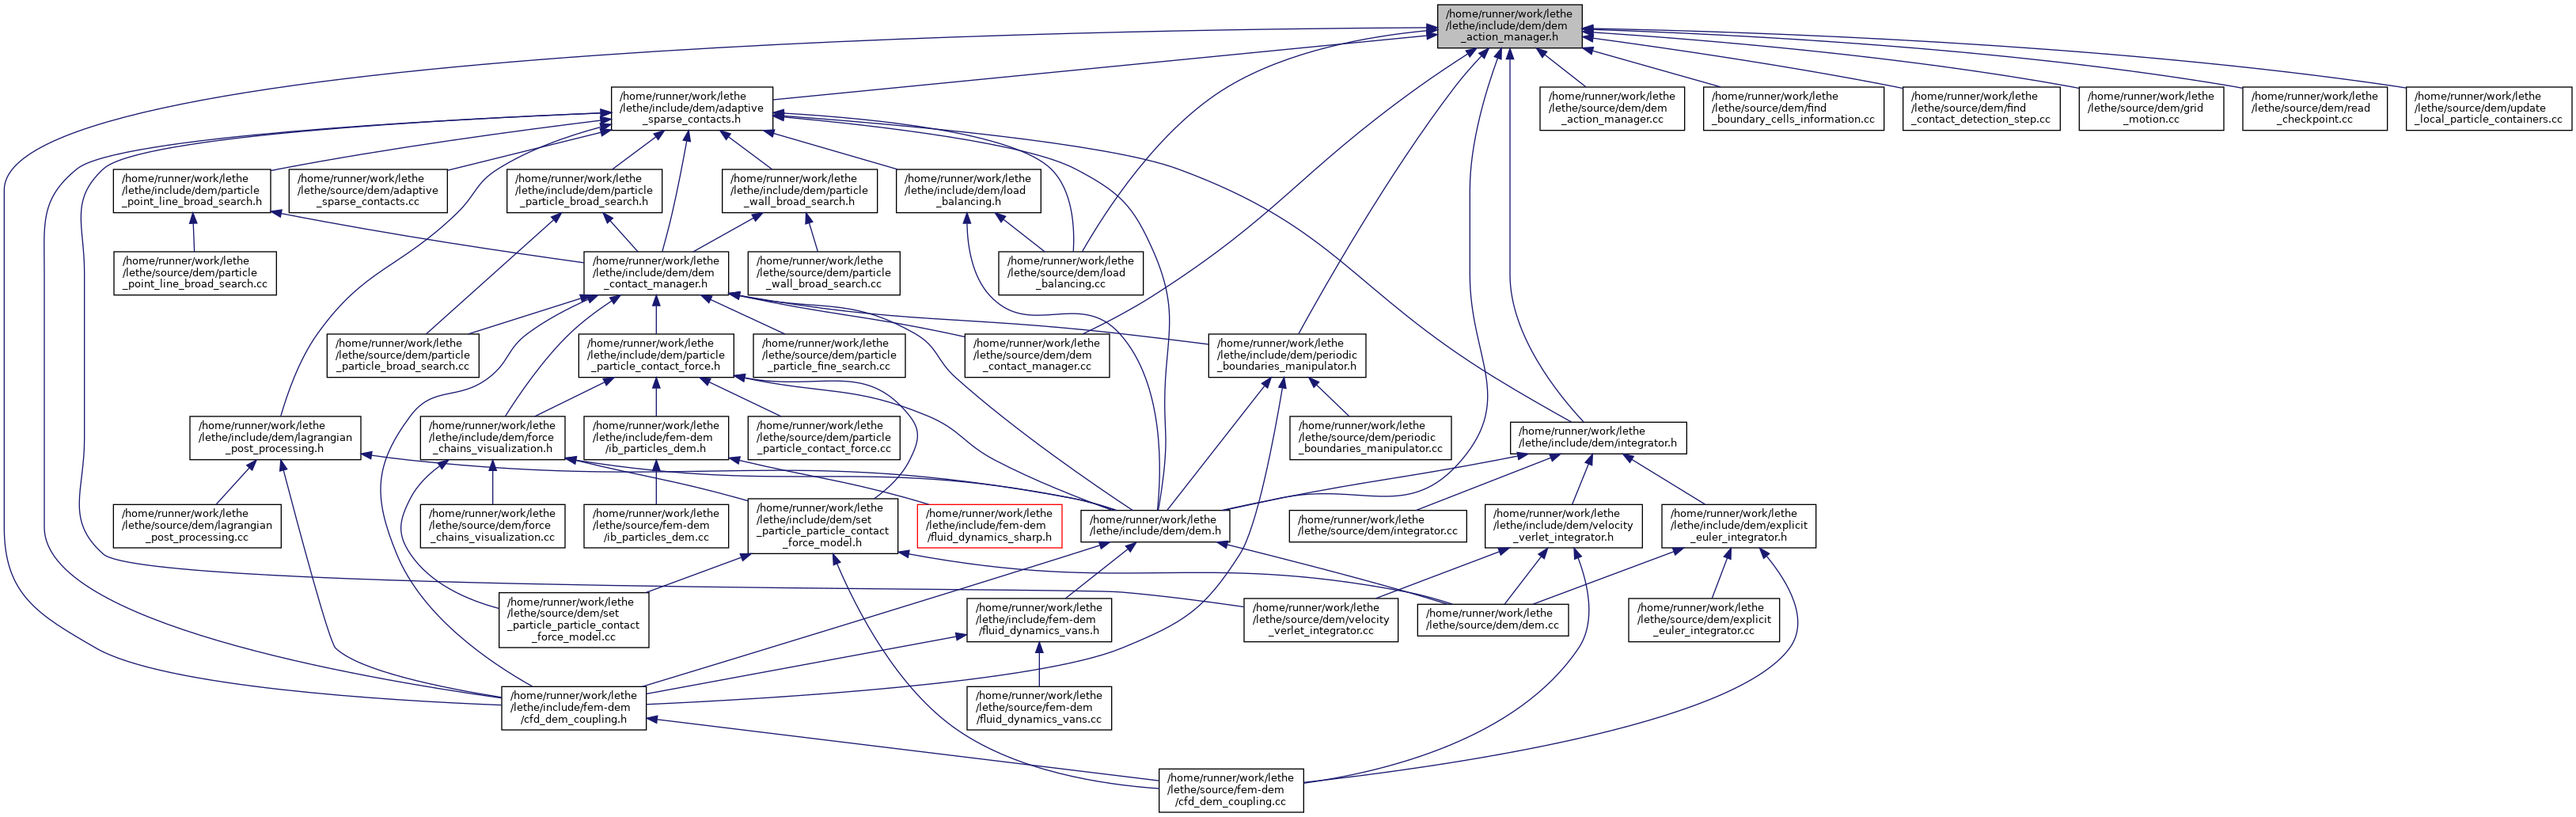 /home/runner/work/lethe
/lethe/include/dem/dem
_action_manager.h
/home/runner/work/lethe
/lethe/include/dem/adaptive
_sparse_contacts.h
/home/runner/work/lethe
/lethe/source/dem/dem
_action_manager.cc
/home/runner/work/lethe
/lethe/source/dem/find
_boundary_cells_information.cc
/home/runner/work/lethe
/lethe/source/dem/find
_contact_detection_step.cc
/home/runner/work/lethe
/lethe/source/dem/grid
_motion.cc
/home/runner/work/lethe
/lethe/source/dem/read
_checkpoint.cc
/home/runner/work/lethe
/lethe/source/dem/update
_local_particle_containers.cc
/home/runner/work/lethe
/lethe/include/dem/particle
_point_line_broad_search.h
/home/runner/work/lethe
/lethe/source/dem/adaptive
_sparse_contacts.cc
/home/runner/work/lethe
/lethe/include/dem/particle
_particle_broad_search.h
/home/runner/work/lethe
/lethe/include/dem/particle
_wall_broad_search.h
/home/runner/work/lethe
/lethe/include/dem/load
_balancing.h
/home/runner/work/lethe
/lethe/source/dem/particle
_point_line_broad_search.cc
/home/runner/work/lethe
/lethe/include/dem/dem
_contact_manager.h
/home/runner/work/lethe
/lethe/source/dem/particle
_wall_broad_search.cc
/home/runner/work/lethe
/lethe/source/dem/load
_balancing.cc
/home/runner/work/lethe
/lethe/source/dem/particle
_particle_broad_search.cc
/home/runner/work/lethe
/lethe/include/dem/particle
_particle_contact_force.h
/home/runner/work/lethe
/lethe/source/dem/particle
_particle_fine_search.cc
/home/runner/work/lethe
/lethe/source/dem/dem
_contact_manager.cc
/home/runner/work/lethe
/lethe/include/dem/periodic
_boundaries_manipulator.h
/home/runner/work/lethe
/lethe/include/dem/lagrangian
_post_processing.h
/home/runner/work/lethe
/lethe/include/dem/force
_chains_visualization.h
/home/runner/work/lethe
/lethe/include/fem-dem
/ib_particles_dem.h
/home/runner/work/lethe
/lethe/source/dem/particle
_particle_contact_force.cc
/home/runner/work/lethe
/lethe/source/dem/periodic
_boundaries_manipulator.cc
/home/runner/work/lethe
/lethe/include/dem/integrator.h
/home/runner/work/lethe
/lethe/source/dem/lagrangian
_post_processing.cc
/home/runner/work/lethe
/lethe/source/dem/force
_chains_visualization.cc
/home/runner/work/lethe
/lethe/source/fem-dem
/ib_particles_dem.cc
/home/runner/work/lethe
/lethe/include/dem/set
_particle_particle_contact
_force_model.h
/home/runner/work/lethe
/lethe/include/fem-dem
/fluid_dynamics_sharp.h
/home/runner/work/lethe
/lethe/include/dem/dem.h
/home/runner/work/lethe
/lethe/source/dem/integrator.cc
/home/runner/work/lethe
/lethe/include/dem/velocity
_verlet_integrator.h
/home/runner/work/lethe
/lethe/include/dem/explicit
_euler_integrator.h
/home/runner/work/lethe
/lethe/source/dem/set
_particle_particle_contact
_force_model.cc
/home/runner/work/lethe
/lethe/include/fem-dem
/fluid_dynamics_vans.h
/home/runner/work/lethe
/lethe/source/dem/velocity
_verlet_integrator.cc
/home/runner/work/lethe
/lethe/source/dem/dem.cc
/home/runner/work/lethe
/lethe/source/dem/explicit
_euler_integrator.cc
/home/runner/work/lethe
/lethe/include/fem-dem
/cfd_dem_coupling.h
/home/runner/work/lethe
/lethe/source/fem-dem
/fluid_dynamics_vans.cc
/home/runner/work/lethe
/lethe/source/fem-dem
/cfd_dem_coupling.cc